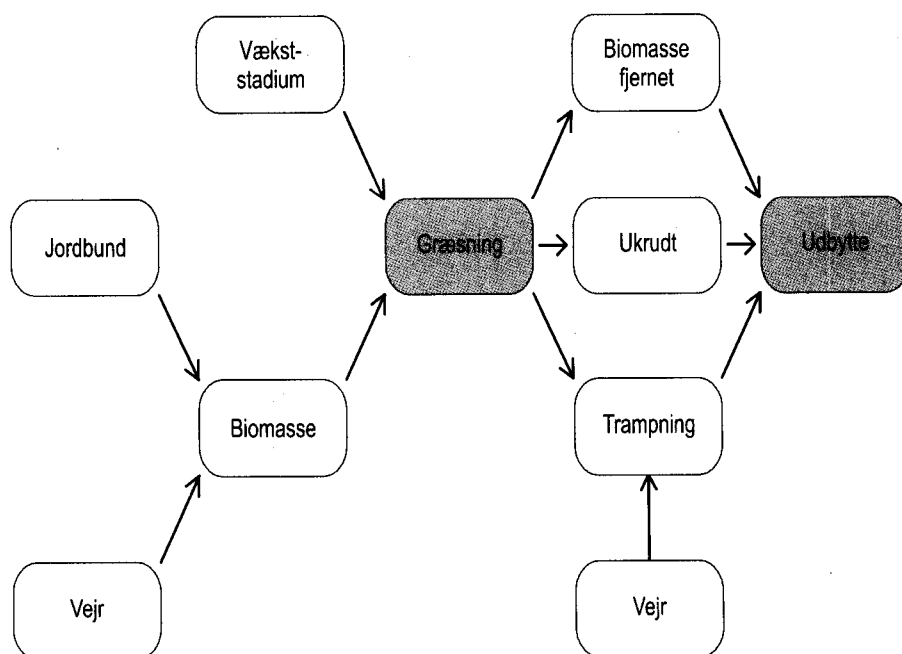 Vækst-
stadium
Biomasse
fjernet
Jordbund
Græsning
Ukrudt
Udbytte
Biomasse
Trampning
Vejr
Vejr